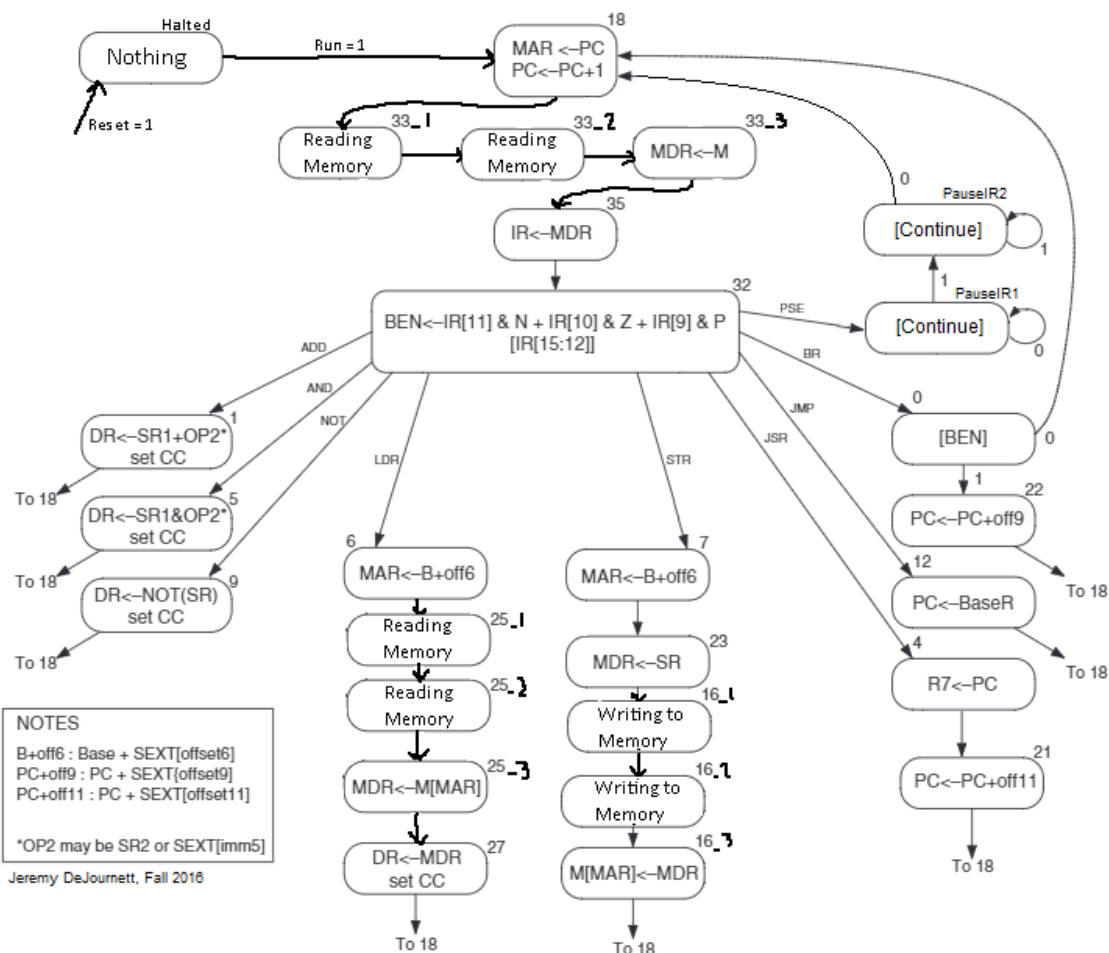 Halted
Nothing
Run = 1
Reset = 1
18
MAR <-PC
PC<-PC+1
33_1
Reading
Memory
33_2
Reading
Memory
33_3
MDR<-M
35
IR<-MDR
32
BEN<-IR[11] & N + IR[10] & Z + IR[9] & P
[IR[15:12]]
0
PauseIR2
[Continue]
1
1
PauseIR1
[Continue]
0
PSE
BR
JMP
JSR
ADD
AND
NOT
LDR
STR
1
DR<-SR1+OP2*
set CC
To 18
5
DR<-SR1&OP2*
set CC
To 18
9
DR<-NOT(SR)
set CC
To 18
6
MAR<-B+off6
25_1
Reading
Memory
25_2
Reading
Memory
25_3
MDR<-M[MAR]
27
DR<-MDR
set CC
To 18
7
MAR<-B+off6
23
MDR<-SR
16_1
Writing to
Memory
16_2
Writing to
Memory
16_3
M[MAR]<-MDR
To 18
0
[BEN]
0
1
22
PC<-PC+off9
To 18
12
PC<-BaseR
To 18
4
R7<-PC
21
PC<-PC+off11
To 18
NOTES
B+off6 : Base + SEXT[offset6]
PC+off9 : PC + SEXT{offset9]
PC+off11 : PC + SEXT[offset11]
*OP2 may be SR2 or SEXT[imm5]
Jeremy DeJournett, Fall 2016